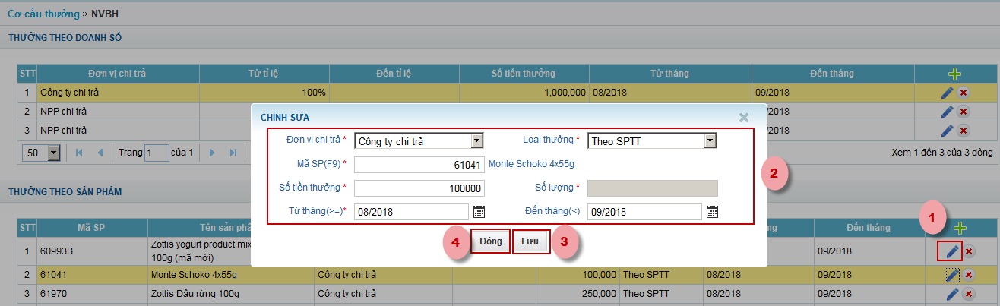 Cơ cấu thưởng » NVBH
THƯỞNG THEO DOANH SỐ
STT Đơn vị chi trả Từ tỉ lệ Đến tỉ lệ Số tiền thưởng Từ tháng Đến tháng
1 Công ty chi trả 100% 1,000,000 08/2018 09/2018
2 NPP chi trả /2018
3 NPP chi trả /2018
50 Trang 1 của 1 Xem 1 đến 3 của 3 dòng
CHỈNH SỬA
Đơn vị chi trả * Công ty chi trả Loại thưởng * Theo SPTT
Mã SP(F9) * 61041 Monte Schoko 4x55g
Số tiền thưởng * 100000 Số lượng *
Từ tháng(>=)* 08/2018 Đến tháng(<) 09/2018
2
4 Đóng Lưu 3
1
THƯỞNG THEO SẢN PHẨM
STT Mã SP Tên sản phẩ ng Đến tháng
1 60993B Zottis yogurt product mix 09/2018
100g (mã mới)
2 61041 Monte Schoko 4x55g Công ty chi trả 100,000 Theo SPTT 08/2018 09/2018
3 61970 Zottis Dâu rừng 100g Công ty chi trả 250,000 Theo SPTT 08/2018 09/2018